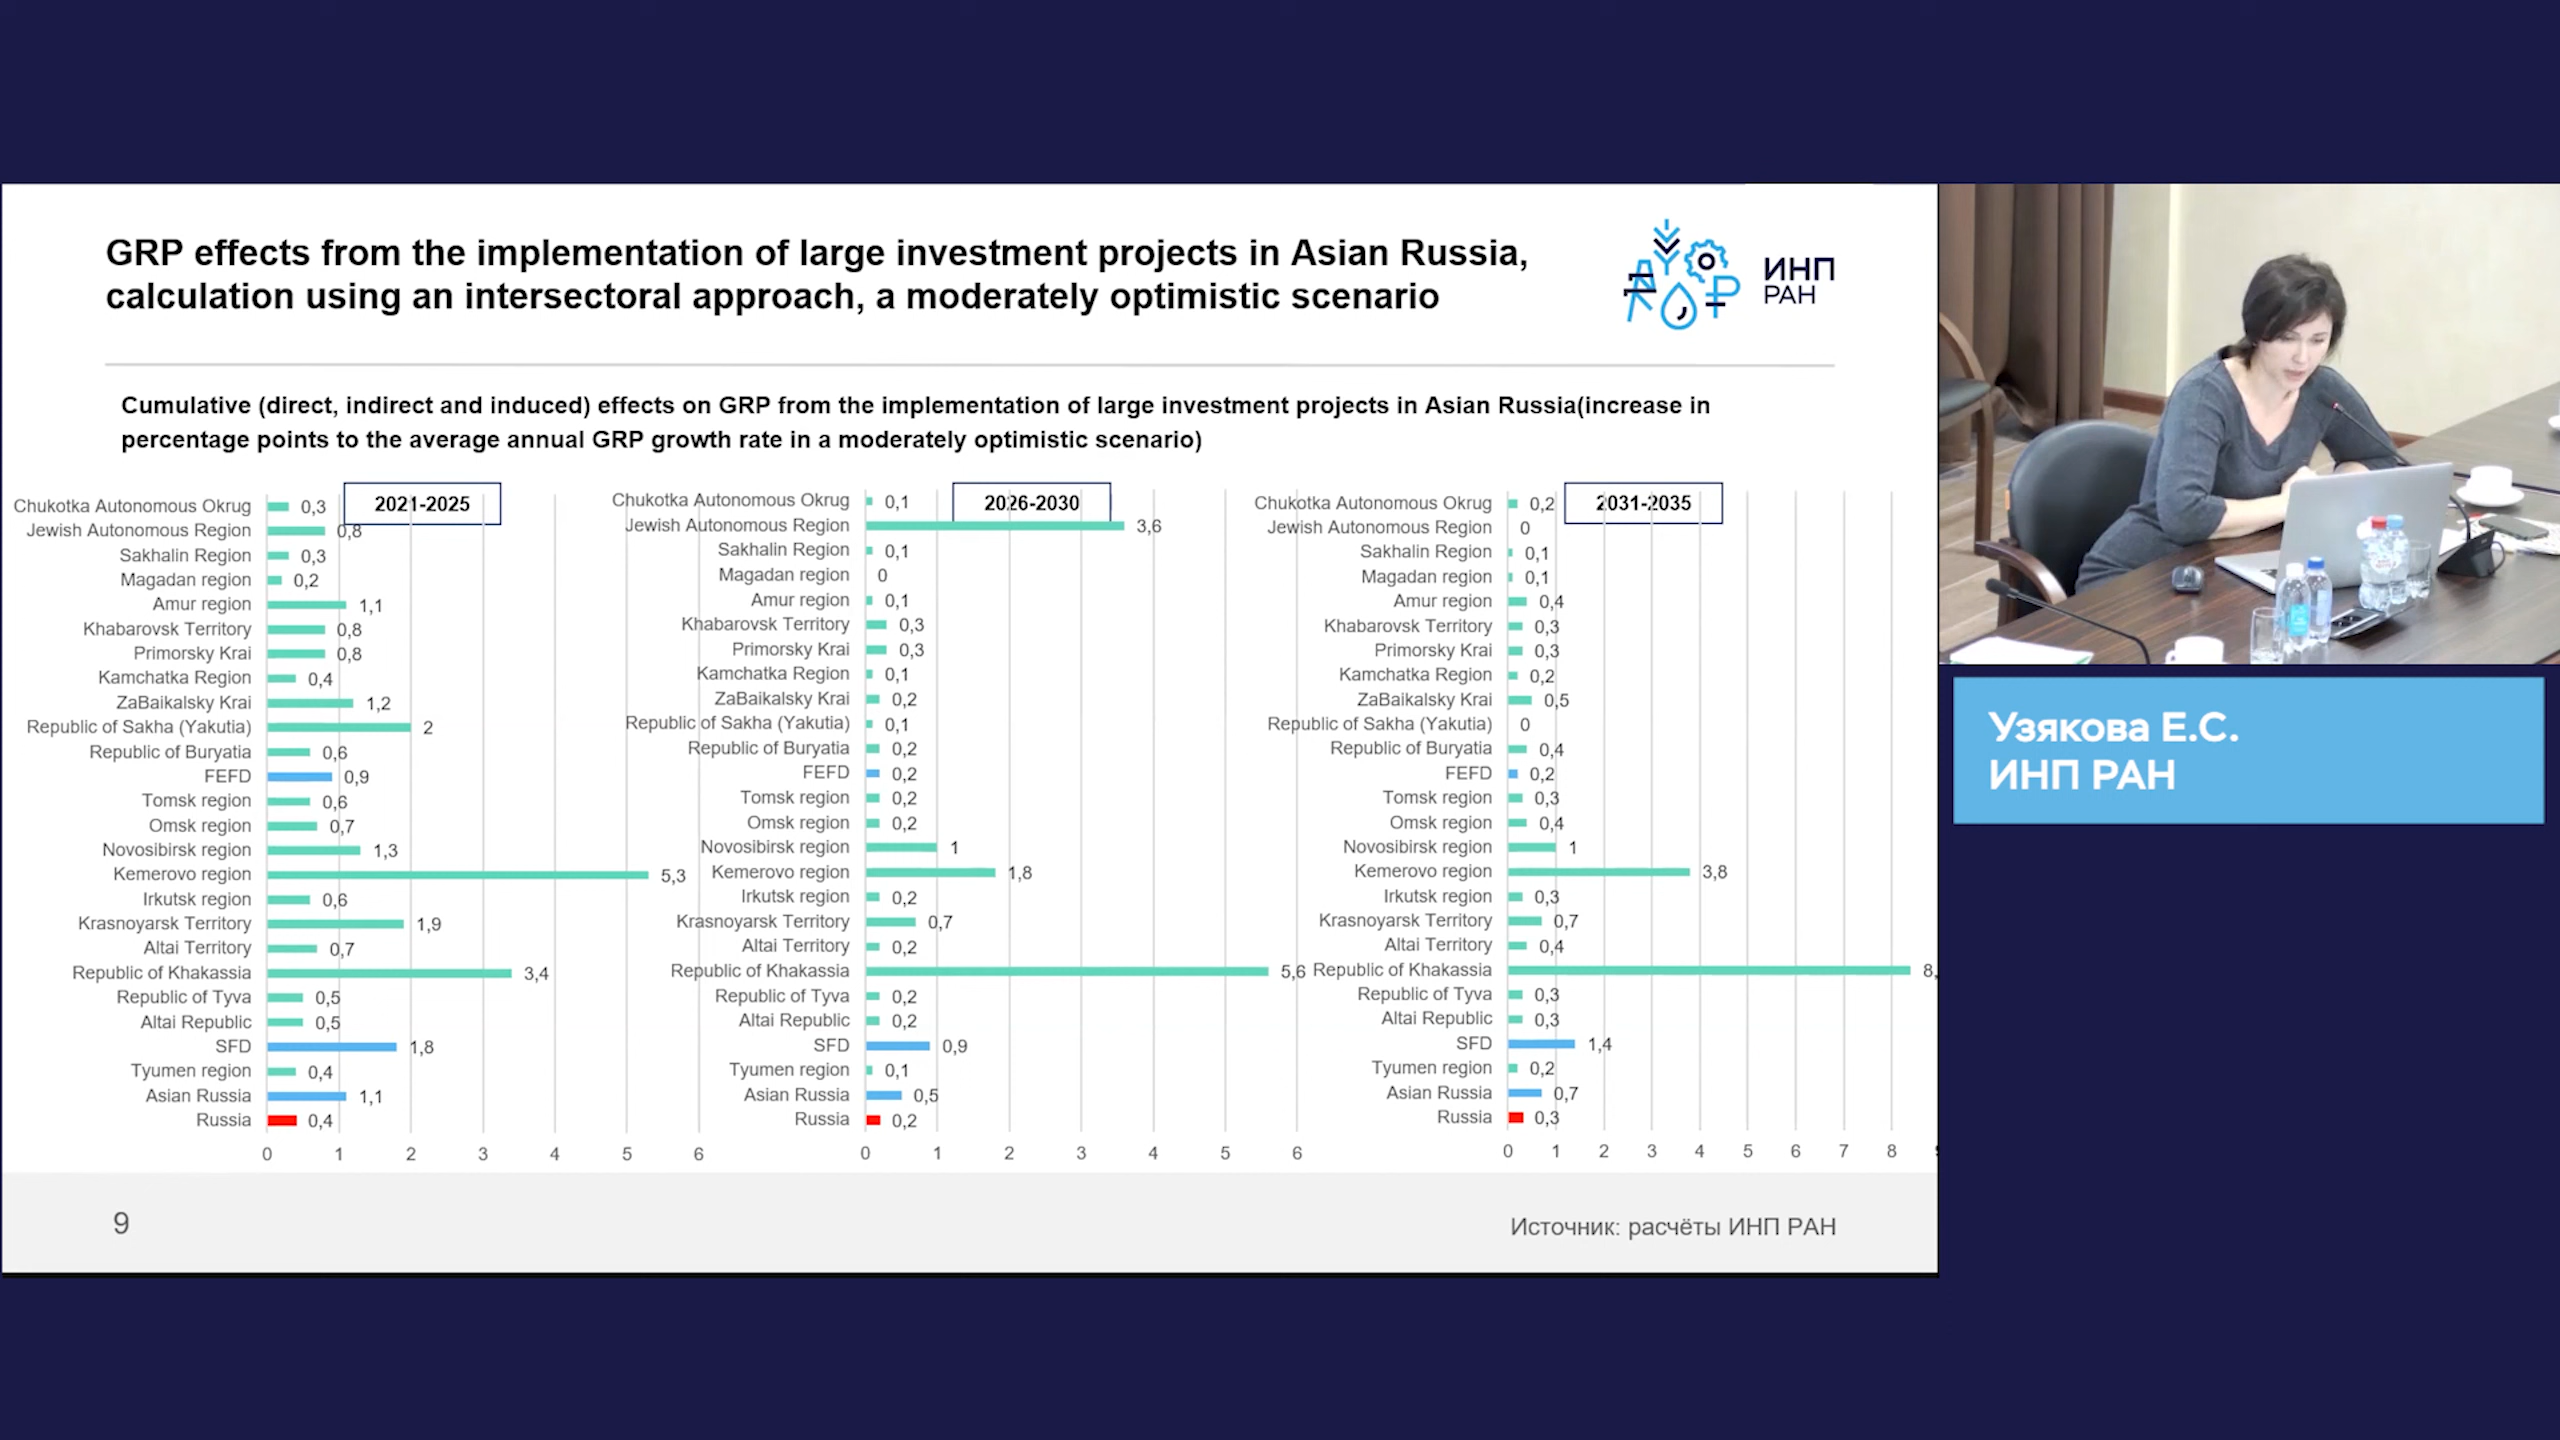 GRP effects from the implementation of large investment projects in Asian Russia,
calculation using an intersectoral approach, a moderately optimistic scenario
ИНП
РАН
Cumulative (direct, indirect and induced) effects on GRP from the implementation of large investment projects in Asian Russia(increase in
percentage points to the average annual GRP growth rate in a moderately optimistic scenario)
2021-2025
Chukotka Autonomous Okrug 0,3
Jewish Autonomous Region 0,8
Sakhalin Region 0,3
Magadan region 0,2
Amur region 1,1
Khabarovsk Territory 0,8
Primorsky Krai 0,8
Kamchatka Region 0,4
ZaBaikalsky Krai 1,2
Republic of Sakha (Yakutia) 2
Republic of Buryatia 0,6
FEFD 0,9
Tomsk region 0,6
Omsk region 0,7
Novosibirsk region 1,3
Kemerovo region 5,3
Irkutsk region 0,6
Krasnoyarsk Territory 1,9
Altai Territory 0,7
Republic of Khakassia 3,4
Republic of Tyva 0,5
Altai Republic 0,5
SFD 1,8
Tyumen region 0,4
Asian Russia 1,1
Russia 0,4
0 1 2 3 4 5 6
2026-2030
Chukotka Autonomous Okrug 0,1
Jewish Autonomous Region 3,6
Sakhalin Region 0,1
Magadan region 0
Amur region 0,1
Khabarovsk Territory 0,3
Primorsky Krai 0,3
Kamchatka Region 0,1
ZaBaikalsky Krai 0,2
Republic of Sakha (Yakutia) 0,1
Republic of Buryatia 0,2
FEFD 0,2
Tomsk region 0,2
Omsk region 0,2
Novosibirsk region 1
Kemerovo region 1,8
Irkutsk region 0,2
Krasnoyarsk Territory 0,7
Altai Territory 0,2
Republic of Khakassia 5,6
Republic of Tyva 0,2
Altai Republic 0,2
SFD 0,9
Tyumen region 0,1
Asian Russia 0,5
Russia 0,2
0 1 2 3 4 5 6
2031-2035
Chukotka Autonomous Okrug 0,2
Jewish Autonomous Region 0
Sakhalin Region 0,1
Magadan region 0,1
Amur region 0,4
Khabarovsk Territory 0,3
Primorsky Krai 0,3
Kamchatka Region 0,2
ZaBaikalsky Krai 0,5
Republic of Sakha (Yakutia) 0
Republic of Buryatia 0,4
FEFD 0,2
Tomsk region 0,3
Omsk region 0,4
Novosibirsk region 1
Kemerovo region 3,8
Irkutsk region 0,3
Krasnoyarsk Territory 0,7
Altai Territory 0,4
Republic of Khakassia 8,
Republic of Tyva 0,3
Altai Republic 0,3
SFD 1,4
Tyumen region 0,2
Asian Russia 0,7
Russia 0,3
0 1 2 3 4 5 6 7 8
9
Источник: расчёты ИНП РАН
Узякова Е.С.
ИНП РАН